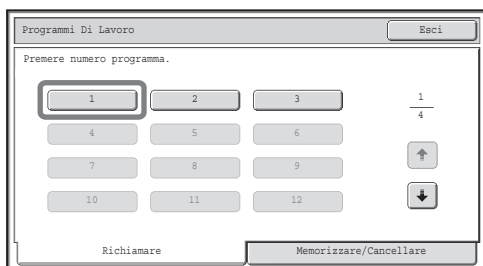 Programmi Di Lavoro Esci
Premere numero programma.
1 2 3 1
4
4 5 6
7 8 9
10 11 12
Richiamare Memorizzare/Cancellare